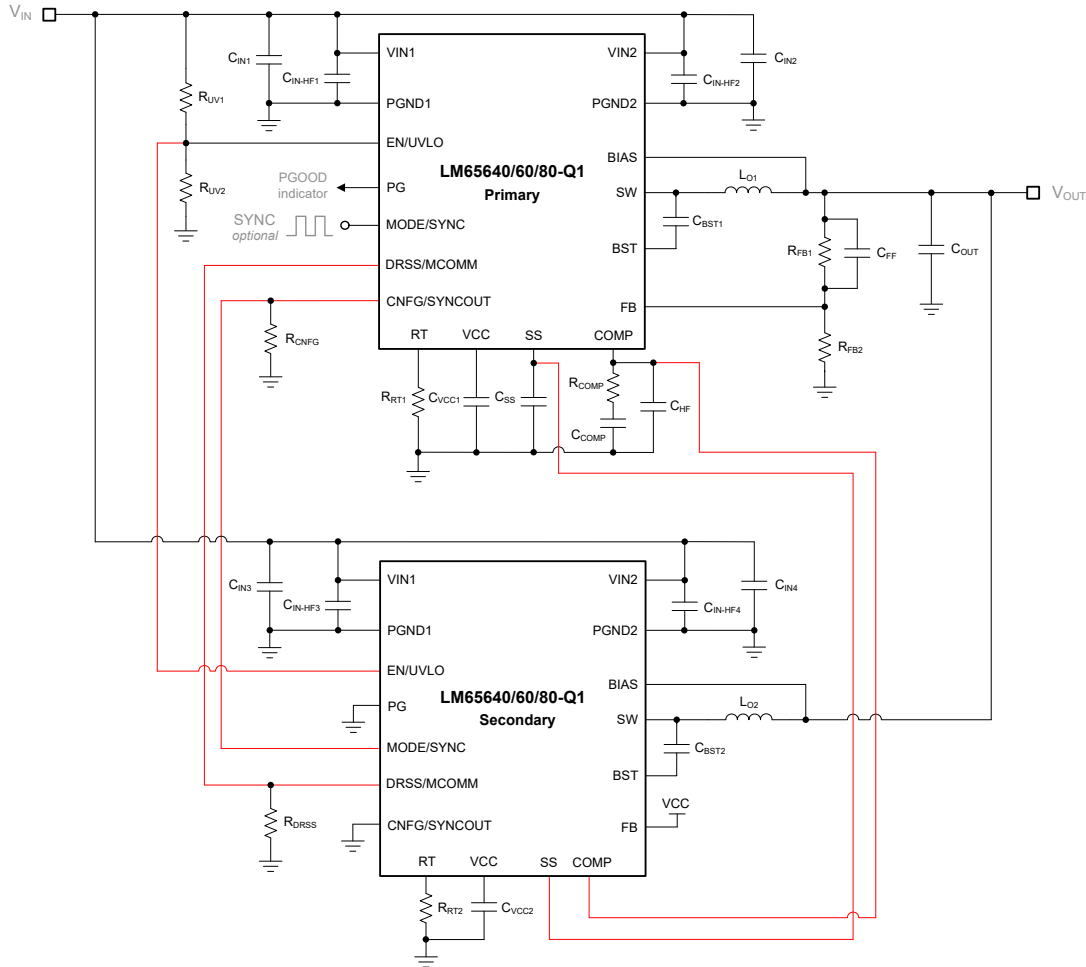 VIN
CIN1
CIN-HF1
VIN1
VIN2
CIN-HF2
CIN2
RUV1
PGND1
PGND2
EN/UVLO
BIAS
LM65640/60/80-Q1
Primary
RUV2
PGOOD
indicator
PG
SW
LO1
VOUT
SYNC
optional
MODE/SYNC
CBST1
BST
RFB1
CFF
COUT
DRSS/MCOMM
CNFG/SYNCOUT
FB
RCNFG
RT
VCC
SS
COMP
RFB2
RRT1
CVCC1
CSS
RCOMP
CHF
CCOMP
CIN3
CIN-HF3
VIN1
VIN2
CIN-HF4
CIN4
PGND1
PGND2
EN/UVLO
BIAS
LM65640/60/80-Q1
Secondary
PG
SW
LO2
MODE/SYNC
CBST2
BST
DRSS/MCOMM
RDRSS
CNFG/SYNCOUT
FB
VCC
RT
VCC
SS
COMP
RRT2
CVCC2